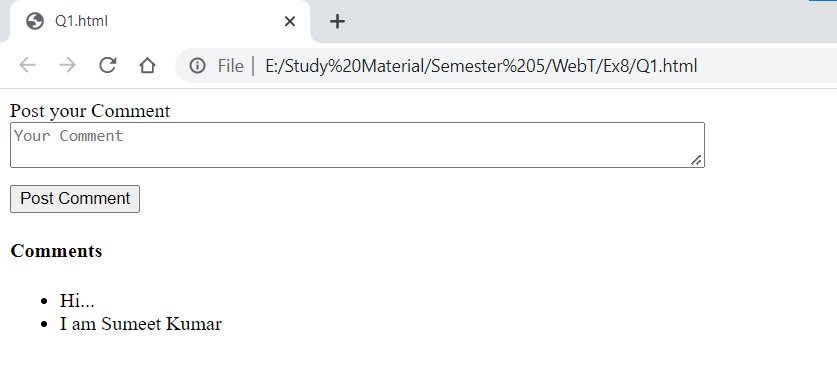 Q1.html
File | E:/Study%20Material/Semester%205/WebT/Ex8/Q1.html
Post your Comment
Your Comment
Post Comment
Comments
• Hi...
• I am Sumeet Kumar